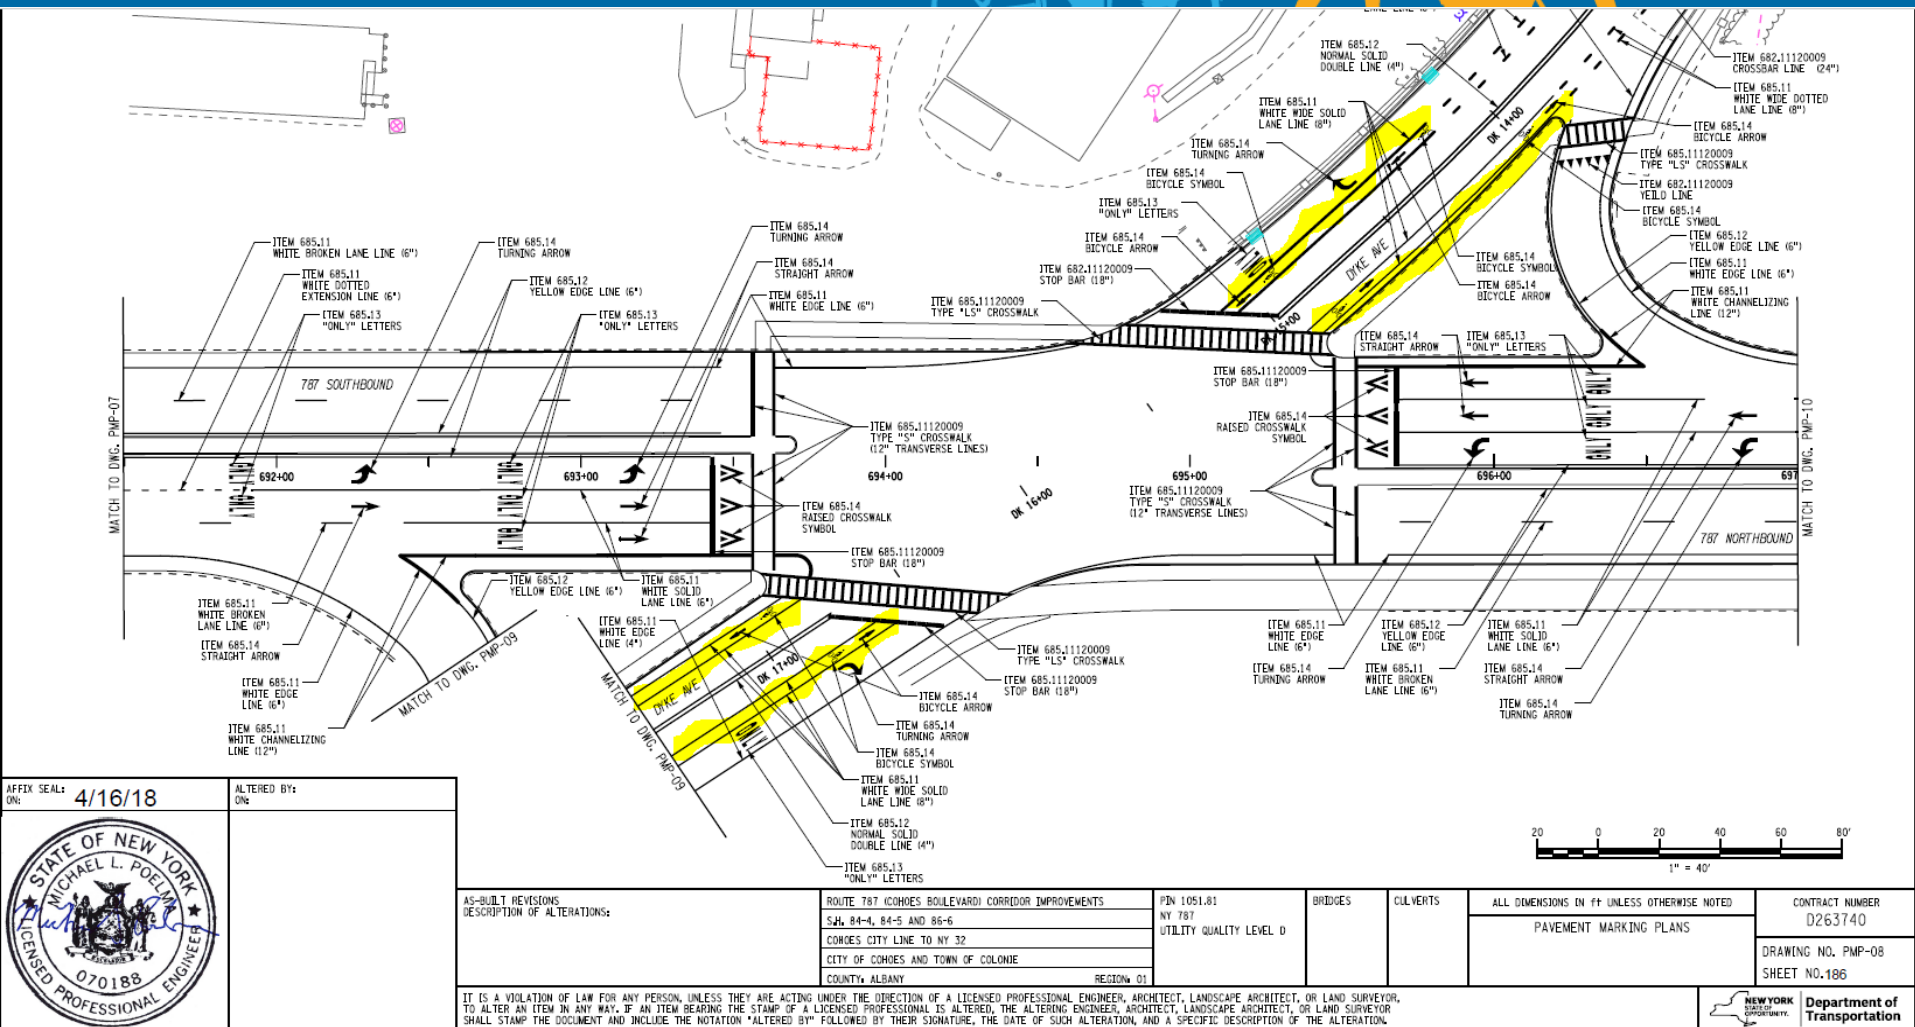 ITEM 685.12
NORMAL SOLID
DOUBLE LINE (4")
ITEM 682.11120009
CROSSBAR LINE (24")
ITEM 685.11
WHITE WIDE DOTTED
LANE LINE (8")
ITEM 685.11
WHITE WIDE SOLID
LANE LINE (8")
ITEM 685.14
BICYCLE ARROW
ITEM 685.14
TURNING ARROW
ITEM 685.11120009
TYPE "LS" CROSSWALK
ITEM 685.14
BICYCLE SYMBOL
ITEM 682.11120009
YEILD LINE
ITEM 685.13
"ONLY" LETTERS
ITEM 685.14
BICYCLE SYMBOL
ITEM 685.14
BICYCLE ARROW
ITEM 685.12
YELLOW EDGE LINE (6")
ITEM 682.11120009
STOP BAR (18")
ITEM 685.11
WHITE EDGE LINE (6")
ITEM 685.14
BICYCLE SYMBOL
ITEM 685.14
BICYCLE ARROW
ITEM 685.11
WHITE CHANNELIZING
LINE (12")
ITEM 685.11120009
TYPE "LS" CROSSWALK
DK 14+00
DYKE AVE
15+00
ONLY
ITEM 685.11
WHITE BROKEN LANE LINE (6")
ITEM 685.14
TURNING ARROW
ITEM 685.14
TURNING ARROW
ITEM 685.11
WHITE DOTTED
EXTENSION LINE (6")
ITEM 685.12
YELLOW EDGE LINE (6")
ITEM 685.14
STRAIGHT ARROW
ITEM 685.13
"ONLY" LETTERS
ITEM 685.13
"ONLY" LETTERS
ITEM 685.11
WHITE EDGE LINE (6")
ITEM 685.14
STRAIGHT ARROW
ITEM 685.13
"ONLY" LETTERS
ITEM 685.11120009
STOP BAR (18")
787 SOUTHBOUND
MATCH TO DWG. PMP-07
MATCH TO DWG. PMP-10
ONLY ONLY ONLY
ITEM 685.14
RAISED CROSSWALK
SYMBOL
ITEM 685.11120009
TYPE "S" CROSSWALK
(12" TRANSVERSE LINES)
ONLY ONLY
ONLY ONLY ONLY
692+00
693+00
694+00
695+00
696+00
697
DK 16+00
ITEM 685.11120009
TYPE "S" CROSSWALK
(12" TRANSVERSE LINES)
ITEM 685.14
RAISED CROSSWALK
SYMBOL
787 NORTHBOUND
ITEM 685.11120009
STOP BAR (18")
ITEM 685.12
YELLOW EDGE LINE (6")
ITEM 685.11
WHITE SOLID
LANE LINE (6")
ITEM 685.11
WHITE BROKEN
LANE LINE (6")
ITEM 685.14
STRAIGHT ARROW
ITEM 685.11
WHITE EDGE
LINE (6")
ITEM 685.11
WHITE CHANNELIZING
LINE (12")
MATCH TO DWG. PMP-09
ITEM 685.11
WHITE EDGE
LINE (4")
MATCH TO DWG. PMP-09
DYKE AVE
DK 17+00
ONLY
ITEM 685.11120009
TYPE "LS" CROSSWALK
ITEM 685.11120009
STOP BAR (18")
ITEM 685.14
BICYCLE ARROW
ITEM 685.14
TURNING ARROW
ITEM 685.14
BICYCLE SYMBOL
ITEM 685.11
WHITE WIDE SOLID
LANE LINE (8")
ITEM 685.12
NORMAL SOLID
DOUBLE LINE (4")
ITEM 685.13
"ONLY" LETTERS
ITEM 685.11
WHITE EDGE
LINE (6")
ITEM 685.12
YELLOW EDGE
LINE (6")
ITEM 685.11
WHITE SOLID
LANE LINE (6")
ITEM 685.14
TURNING ARROW
ITEM 685.11
WHITE BROKEN
LANE LINE (6")
ITEM 685.14
STRAIGHT ARROW
ITEM 685.14
TURNING ARROW
20 0 20 40 60 80'
1" = 40'
AFFIX SEAL:
ON: 4/16/18
ALTERED BY:
ON:
STATE OF NEW YORK
MICHAEL L. POELMA
070188
LICENSED PROFESSIONAL ENGINEER
AS-BUILT REVISIONS
DESCRIPTION OF ALTERATIONS:
ROUTE 787 (COHOES BOULEVARD) CORRIDOR IMPROVEMENTS
S.H. 84-4, 84-5 AND 86-6
COHOES CITY LINE TO NY 32
CITY OF COHOES AND TOWN OF COLONIE
COUNTY: ALBANY REGION: 01
PIN 1051.81
NY 787
UTILITY QUALITY LEVEL D
BRIDGES
CULVERTS
ALL DIMENSIONS IN ft UNLESS OTHERWISE NOTED
PAVEMENT MARKING PLANS
CONTRACT NUMBER
D263740
DRAWING NO. PMP-08
SHEET NO. 186
IT IS A VIOLATION OF LAW FOR ANY PERSON, UNLESS THEY ARE ACTING UNDER THE DIRECTION OF A LICENSED PROFESSIONAL ENGINEER, ARCHITECT, LANDSCAPE ARCHITECT, OR LAND SURVEYOR,
TO ALTER AN ITEM IN ANY WAY. IF AN ITEM BEARING THE STAMP OF A LICENSED PROFESSIONAL IS ALTERED, THE ALTERING ENGINEER, ARCHITECT, LANDSCAPE ARCHITECT, OR LAND SURVEYOR
SHALL STAMP THE DOCUMENT AND INCLUDE THE NOTATION "ALTERED BY" FOLLOWED BY THEIR SIGNATURE, THE DATE OF SUCH ALTERATION, AND A SPECIFIC DESCRIPTION OF THE ALTERATION.
NEW YORK
STATE OF
OPPORTUNITY.
Department of
Transportation